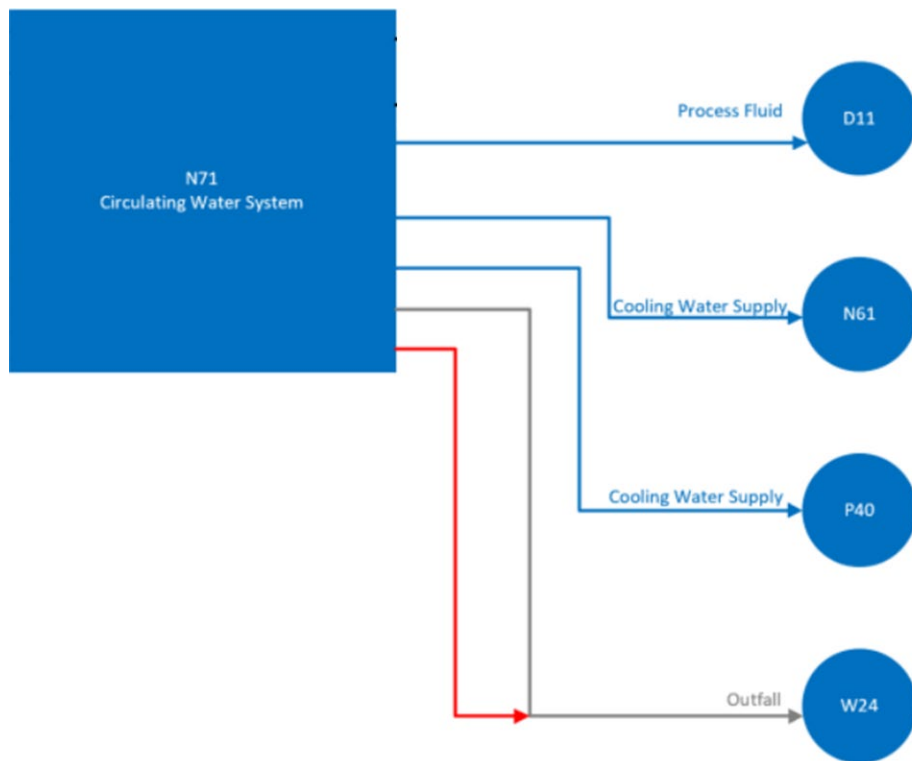 N71
Circulating Water System
Process Fluid
D11
Cooling Water Supply
N61
Cooling Water Supply
P40
Outfall
W24